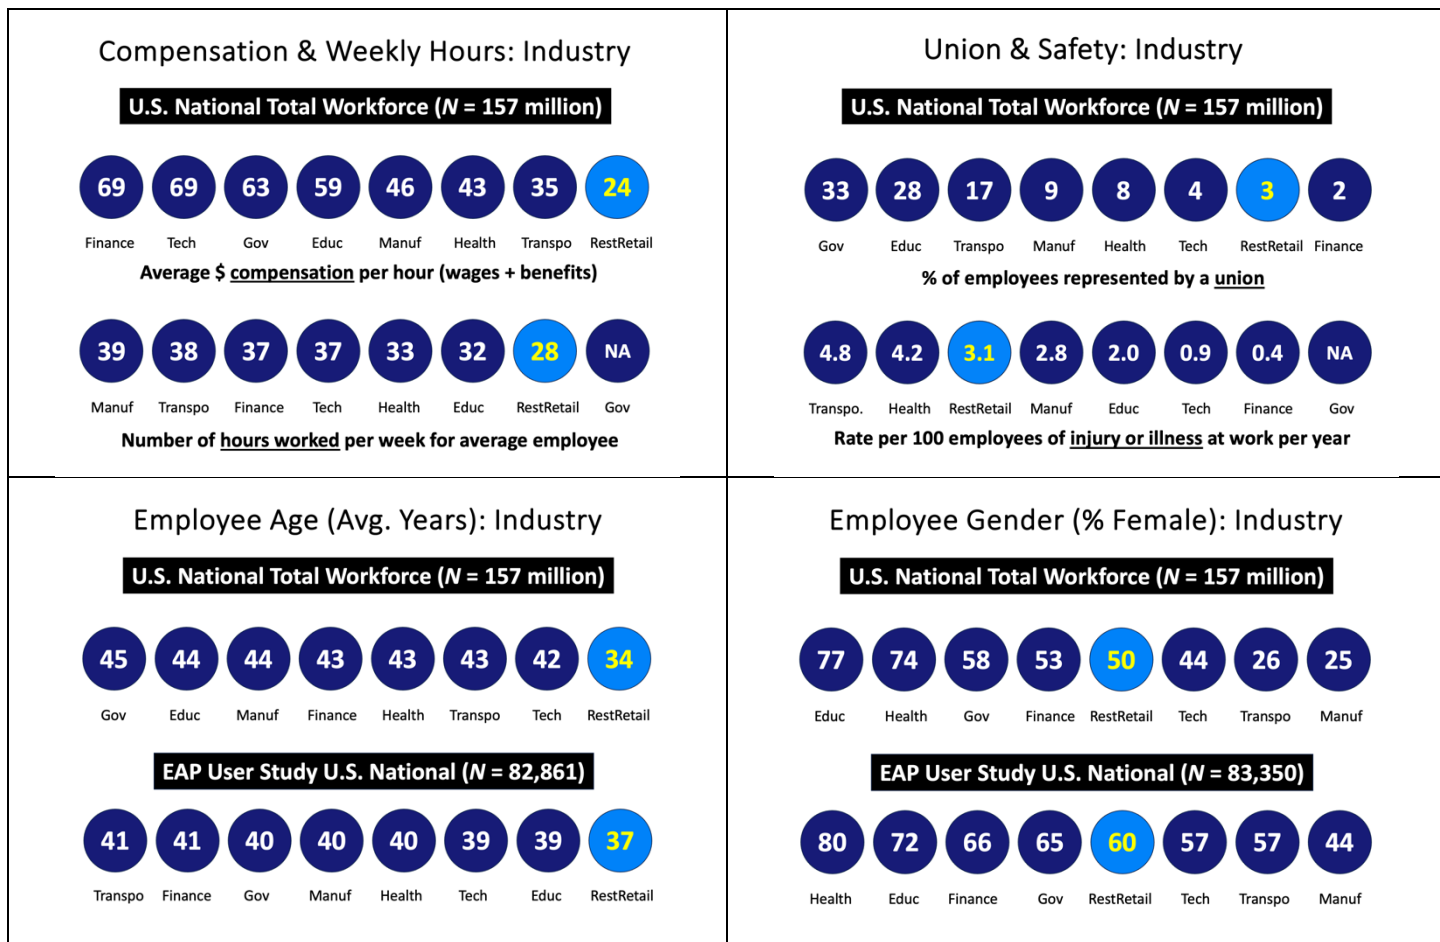 Compensation & Weekly Hours: Industry
U.S. National Total Workforce (N = 157 million)
69 69 63 59 46 43 35 24
Finance Tech Gov Educ Manuf Health Transpo RestRetail
Average $ compensation per hour (wages + benefits)
39 38 37 37 33 32 28 NA
Manuf Transpo Finance Tech Health Educ RestRetail Gov
Number of hours worked per week for average employee
Union & Safety: Industry
U.S. National Total Workforce (N = 157 million)
33 28 17 9 8 4 3 2
Gov Educ Transpo Manuf Health Tech RestRetail Finance
% of employees represented by a union
4.8 4.2 3.1 2.8 2.0 0.9 0.4 NA
Transpo. Health RestRetail Manuf Educ Tech Finance Gov
Rate per 100 employees of injury or illness at work per year
Employee Age (Avg. Years): Industry
U.S. National Total Workforce (N = 157 million)
45 44 44 43 43 43 42 34
Gov Educ Manuf Finance Health Transpo Tech RestRetail
EAP User Study U.S. National (N = 82,861)
41 41 40 40 40 39 39 37
Transpo Finance Gov Manuf Health Tech Educ RestRetail
Employee Gender (% Female): Industry
U.S. National Total Workforce (N = 157 million)
77 74 58 53 50 44 26 25
Educ Health Gov Finance RestRetail Tech Transpo Manuf
EAP User Study U.S. National (N = 83,350)
80 72 66 65 60 57 57 44
Health Educ Finance Gov RestRetail Tech Transpo Manuf